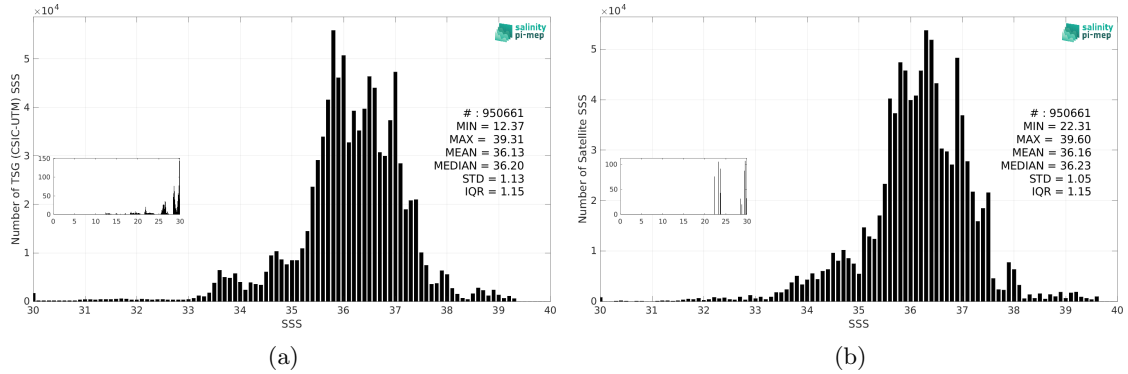 ×10⁴
salinity
pi-mep
Number of TSG (CSIC-UTM) SSS
5
4
3
2
1
0
# : 950661
MIN = 12.37
MAX = 39.31
MEAN = 36.13
MEDIAN = 36.20
STD = 1.13
IQR = 1.15
150
100
50
0
0 5 10 15 20 25 30
30 31 32 33 34 35 36 37 38 39 40
SSS
(a)
×10⁴
salinity
pi-mep
Number of Satellite SSS
5
4
3
2
1
0
# : 950661
MIN = 22.31
MAX = 39.60
MEAN = 36.16
MEDIAN = 36.23
STD = 1.05
IQR = 1.15
100
50
0
0 5 10 15 20 25 30
30 31 32 33 34 35 36 37 38 39 40
SSS
(b)